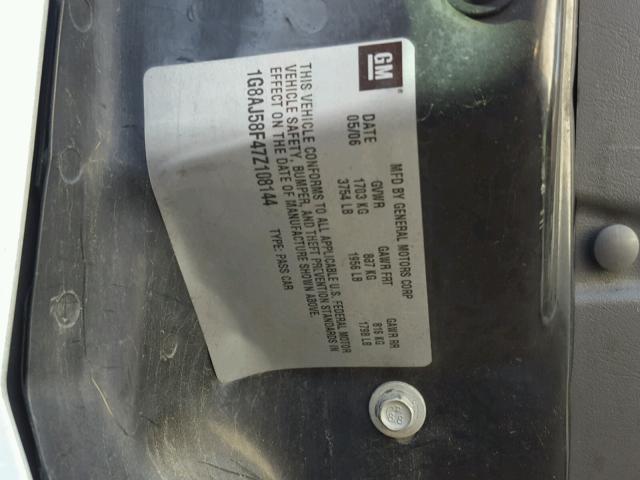 GM
MFD BY GENERAL MOTORS CORP
DATE GVWR GAWR FRT GAWR RR
05/06 1703 KG 887 KG 816 KG
3754 LB 1956 LB 1798 LB
THIS VEHICLE CONFORMS TO ALL APPLICABLE U.S. FEDERAL MOTOR
VEHICLE SAFETY, BUMPER, AND THEFT PREVENTION STANDARDS IN
EFFECT ON THE DATE OF MANUFACTURE SHOWN ABOVE.
1G8AJ58F47Z108144 TYPE: PASS CAR